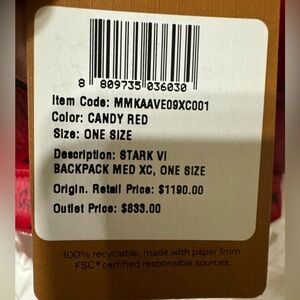 8 809735 036030
Item Code: MMKAAVE09XC001
Color: CANDY RED
Size: ONE SIZE
Description: STARK VI
BACKPACK MED XC, ONE SIZE
Origin. Retail Price: $1190.00
Outlet Price: $833.00
100% recyclable, made with paper from
FSC® certified responsible sources.